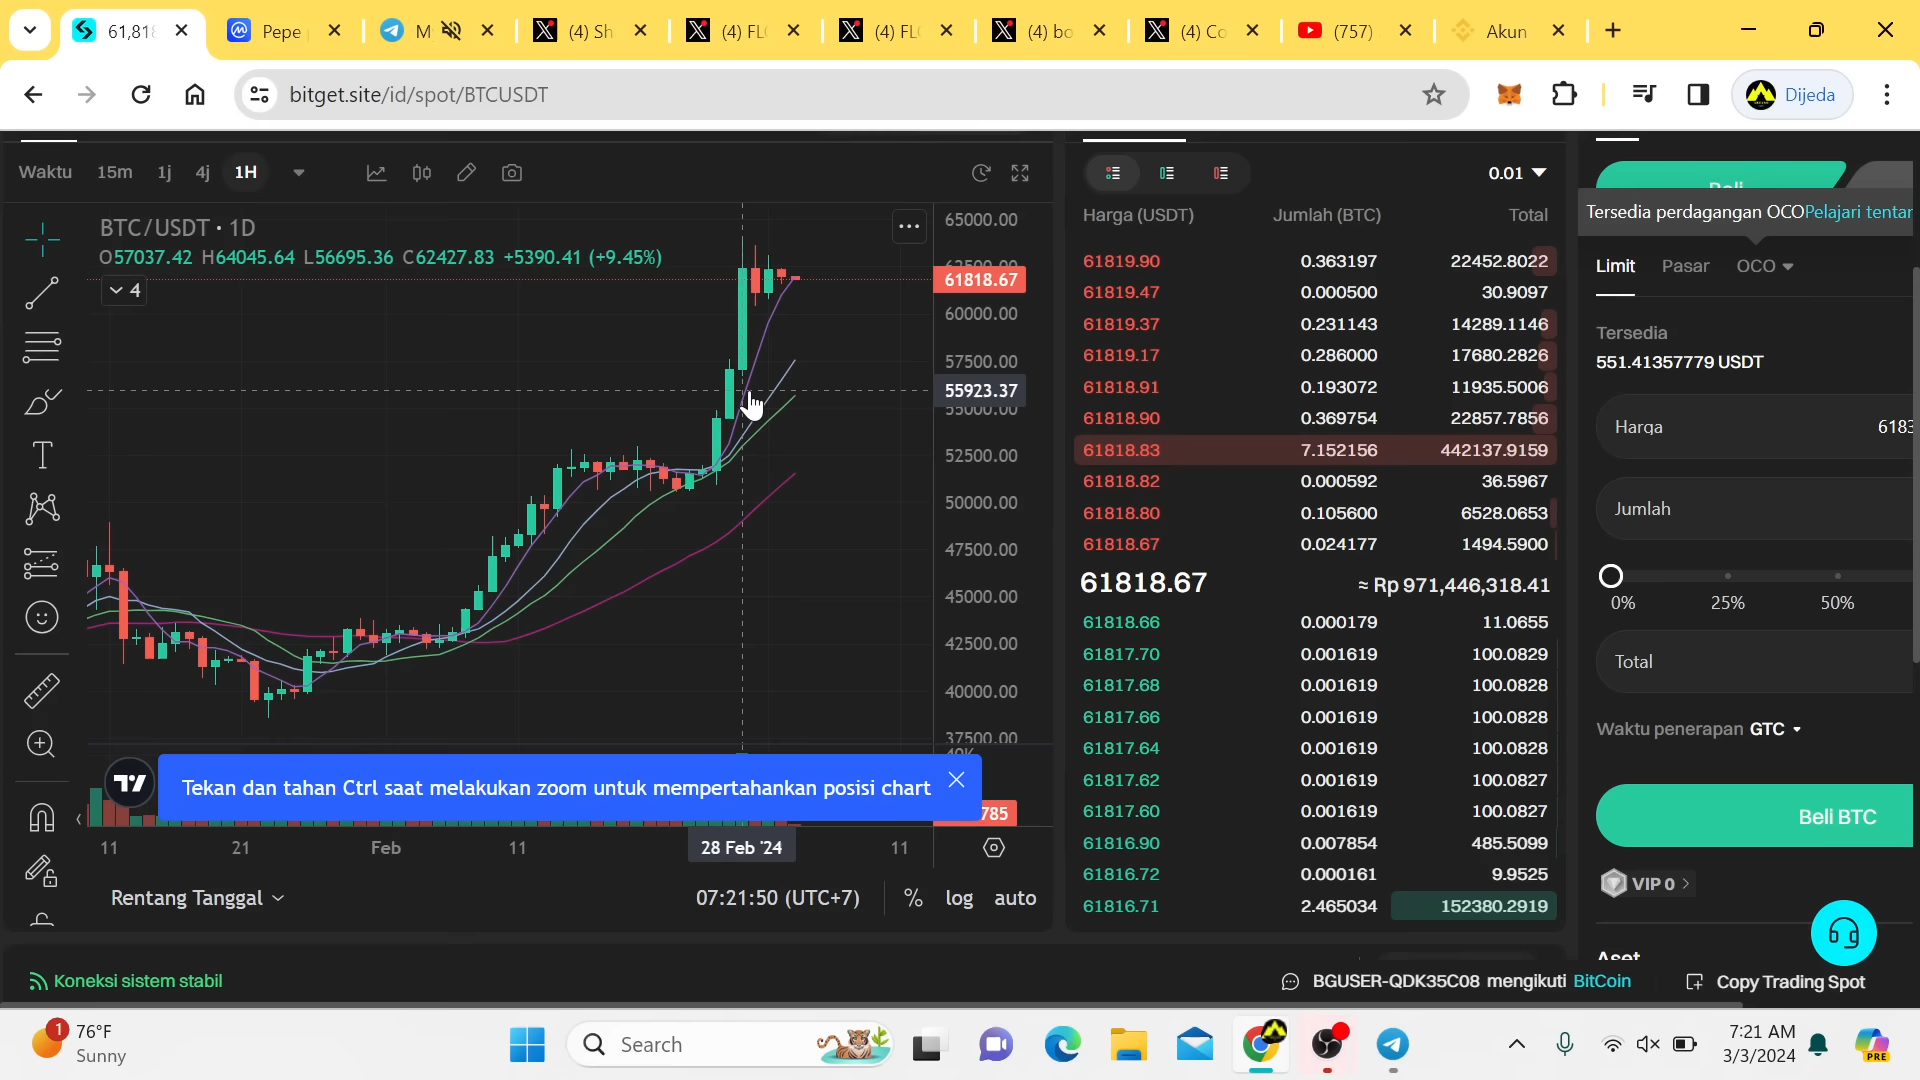 61,818
Pepe
M
(4) Sh
(4) FL
(4) FL
(4) bo
(4) Co
(757)
Akun
bitget.site/id/spot/BTCUSDT
Dijeda
Waktu 15m 1j 4j 1H
BTC/USDT · 1D
O57037.42 H64045.64 L56695.36 C62427.83 +5390.41 (+9.45%)
4
65000.00
61818.67
60000.00
57500.00
55923.37
55000.00
52500.00
50000.00
47500.00
45000.00
42500.00
40000.00
37500.00
40K
785
Tekan dan tahan Ctrl saat melakukan zoom untuk mempertahankan posisi chart
11 21 Feb 11 28 Feb '24 11
Rentang Tanggal 07:21:50 (UTC+7) % log auto
0.01
Harga (USDT) Jumlah (BTC) Total
61819.90 0.363197 22452.8022
61819.47 0.000500 30.9097
61819.37 0.231143 14289.1146
61819.17 0.286000 17680.2826
61818.91 0.193072 11935.5006
61818.90 0.369754 22857.7856
61818.83 7.152156 442137.9159
61818.82 0.000592 36.5967
61818.80 0.105600 6528.0653
61818.67 0.024177 1494.5900
61818.67 ≈ Rp 971,446,318.41
61818.66 0.000179 11.0655
61817.70 0.001619 100.0829
61817.68 0.001619 100.0828
61817.66 0.001619 100.0828
61817.64 0.001619 100.0828
61817.62 0.001619 100.0827
61817.60 0.001619 100.0827
61816.90 0.007854 485.5099
61816.72 0.000161 9.9525
61816.71 2.465034 152380.2919
Beli
Tersedia perdagangan OCOPelajari tentan
Limit Pasar OCO
Tersedia
551.41357779 USDT
Harga 6183
Jumlah
0% 25% 50%
Total
Waktu penerapan GTC
Beli BTC
VIP 0
Aset
Koneksi sistem stabil
BGUSER-QDK35C08 mengikuti BitCoin
Copy Trading Spot
1
76°F
Sunny
Search
7:21 AM
3/3/2024
PRE